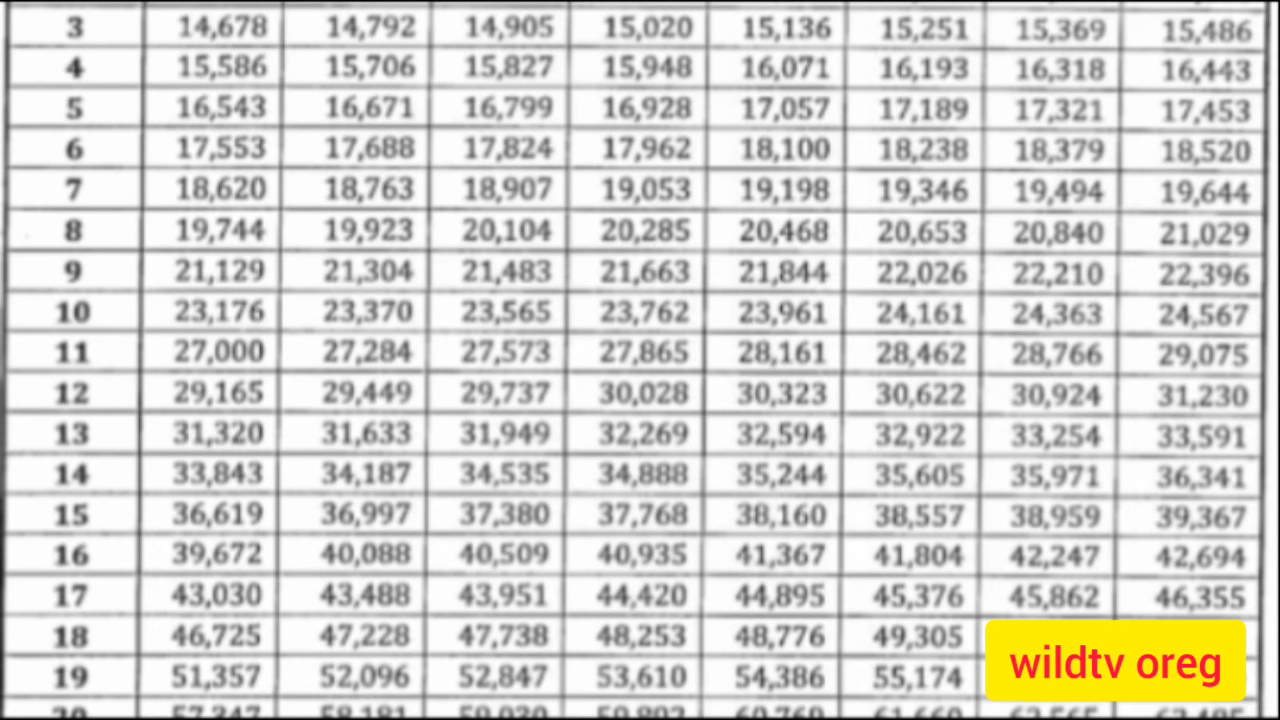 3 14,678 14,792 14,905 15,020 15,136 15,251 15,369 15,486
4 15,586 15,706 15,827 15,948 16,071 16,193 16,318 16,443
5 16,543 16,671 16,799 16,928 17,057 17,189 17,321 17,453
6 17,553 17,688 17,824 17,962 18,100 18,238 18,379 18,520
7 18,620 18,763 18,907 19,053 19,198 19,346 19,494 19,644
8 19,744 19,923 20,104 20,285 20,468 20,653 20,840 21,029
9 21,129 21,304 21,483 21,663 21,844 22,026 22,210 22,396
10 23,176 23,370 23,565 23,762 23,961 24,161 24,363 24,567
11 27,000 27,284 27,573 27,865 28,161 28,462 28,766 29,075
12 29,165 29,449 29,737 30,028 30,323 30,622 30,924 31,230
13 31,320 31,633 31,949 32,269 32,594 32,922 33,254 33,591
14 33,843 34,187 34,535 34,888 35,244 35,605 35,971 36,341
15 36,619 36,997 37,380 37,768 38,160 38,557 38,959 39,367
16 39,672 40,088 40,509 40,935 41,367 41,804 42,247 42,694
17 43,030 43,488 43,951 44,420 44,895 45,376 45,862 46,355
18 46,725 47,228 47,738 48,253 48,776 49,305
19 51,357 52,096 52,847 53,610 54,386 55,174
wildtv oreg